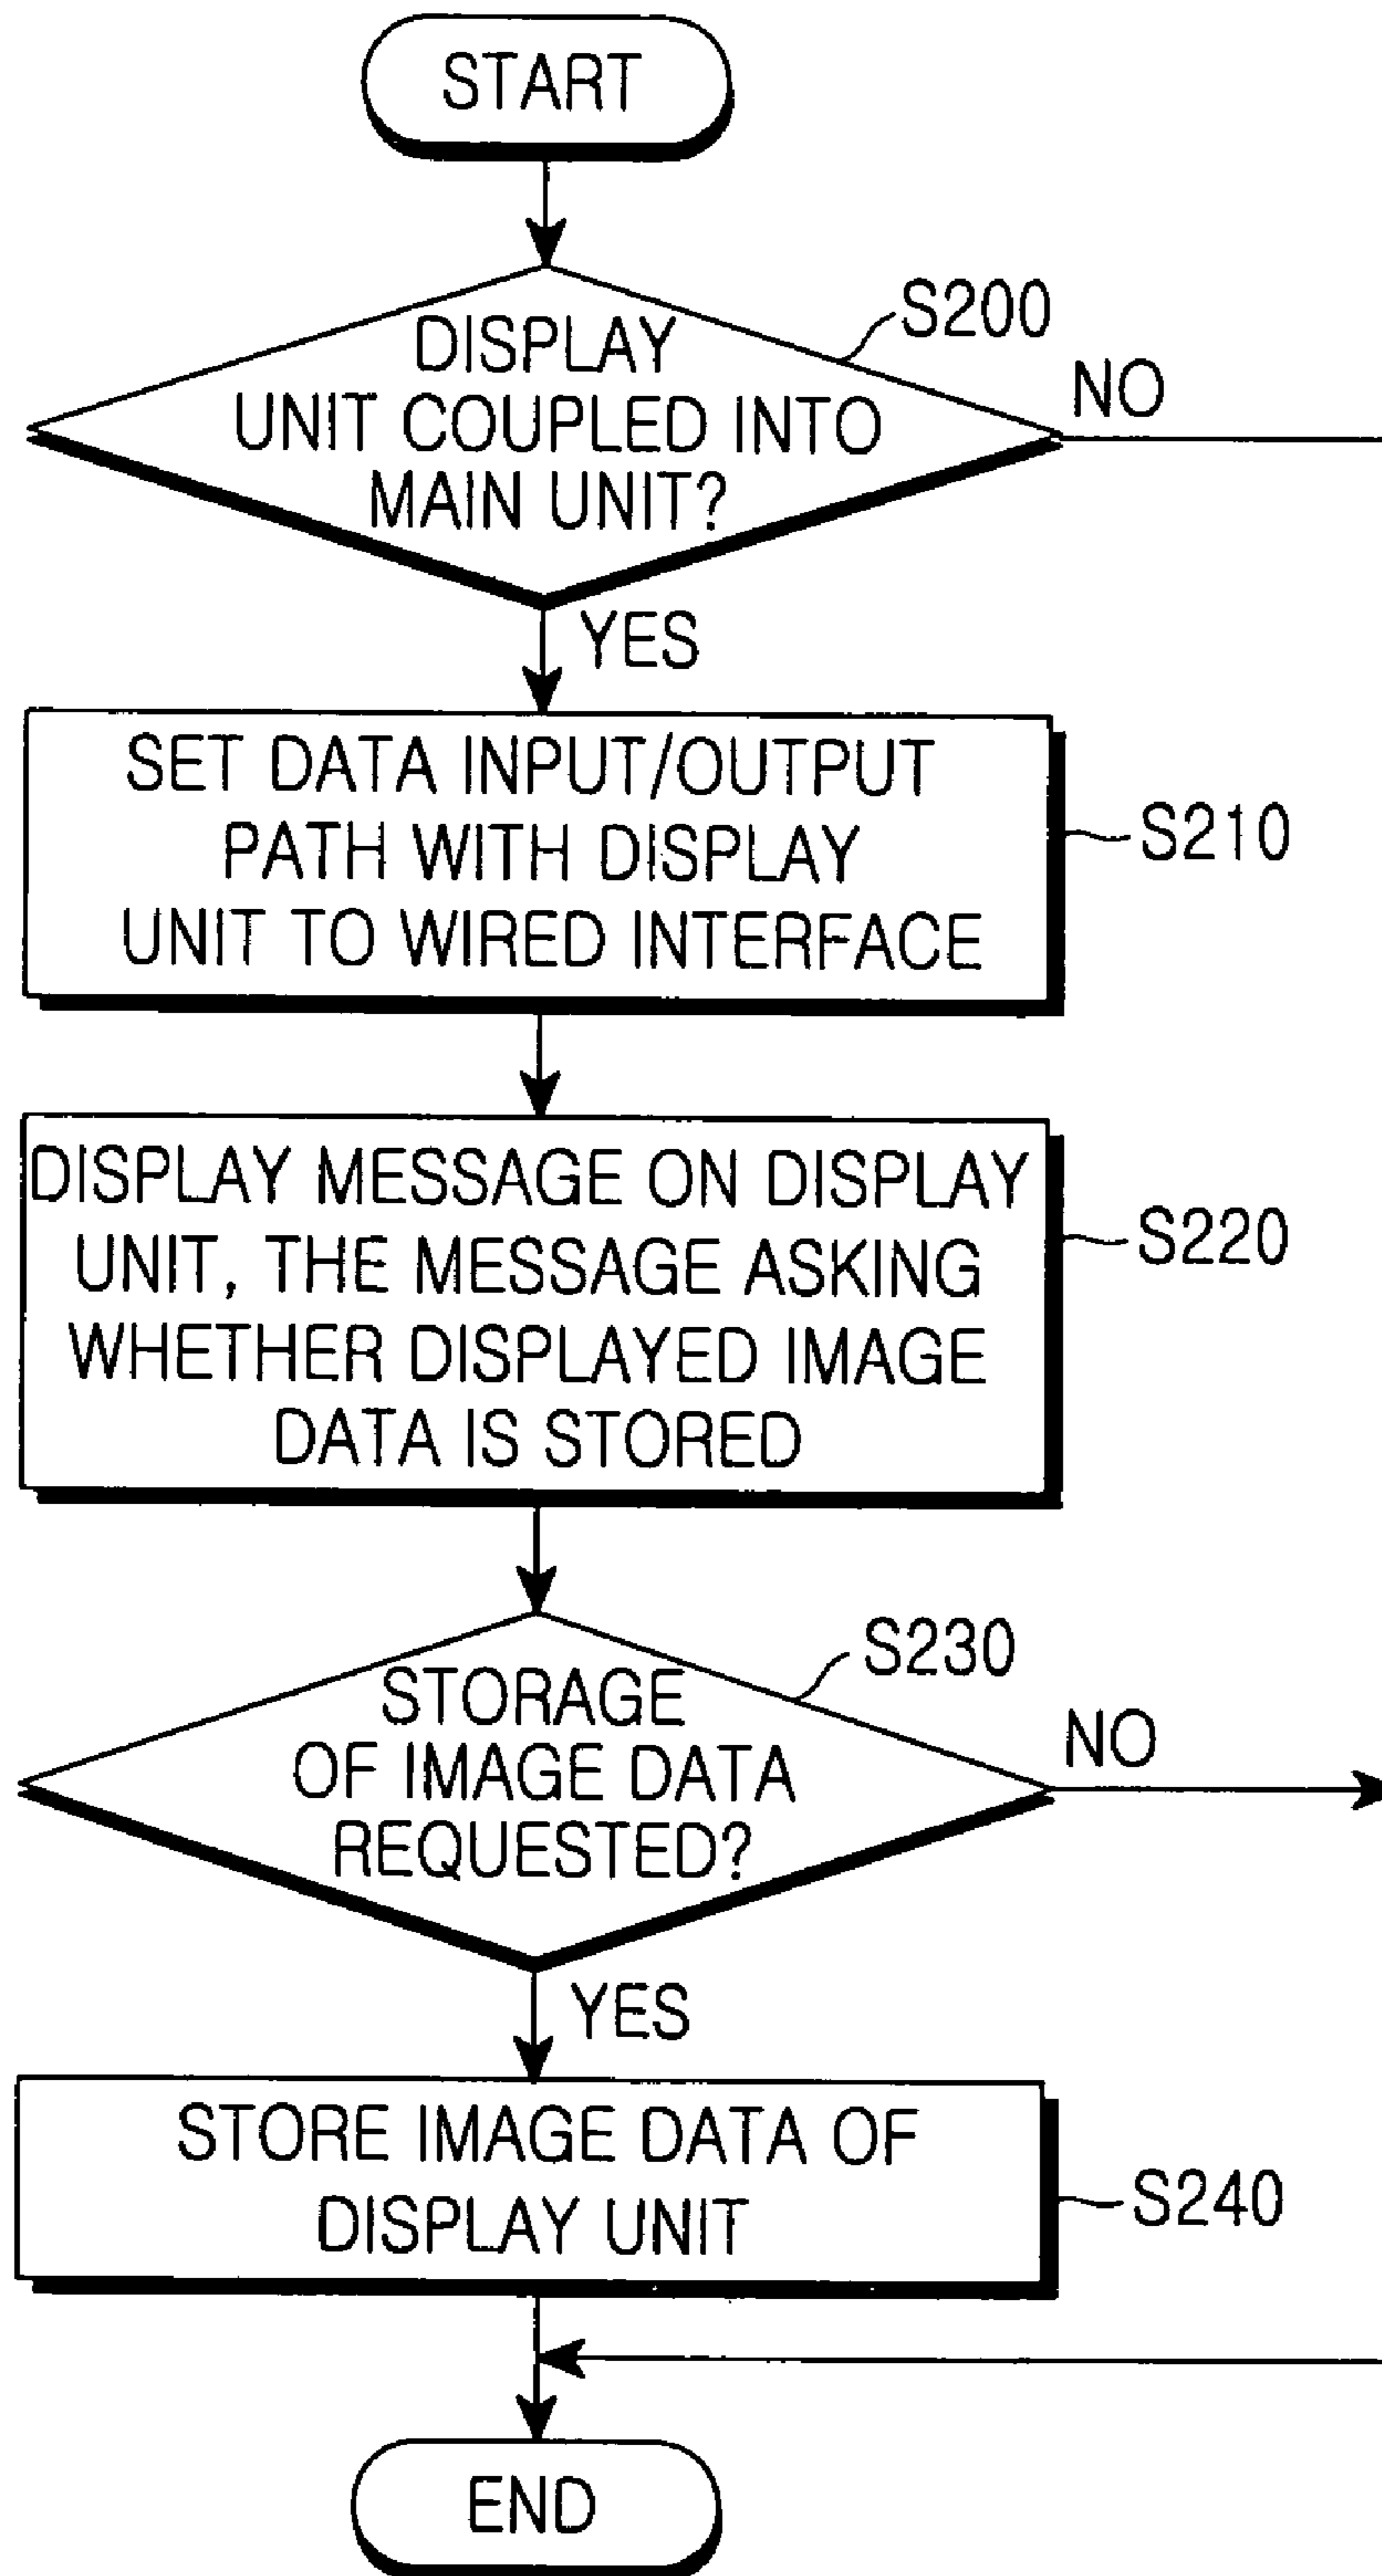 START
DISPLAY
UNIT COUPLED INTO
MAIN UNIT?
S200
NO
YES
SET DATA INPUT/OUTPUT
PATH WITH DISPLAY
UNIT TO WIRED INTERFACE
S210
DISPLAY MESSAGE ON DISPLAY
UNIT, THE MESSAGE ASKING
WHETHER DISPLAYED IMAGE
DATA IS STORED
S220
STORAGE
OF IMAGE DATA
REQUESTED?
S230
NO
YES
STORE IMAGE DATA OF
DISPLAY UNIT
S240
END